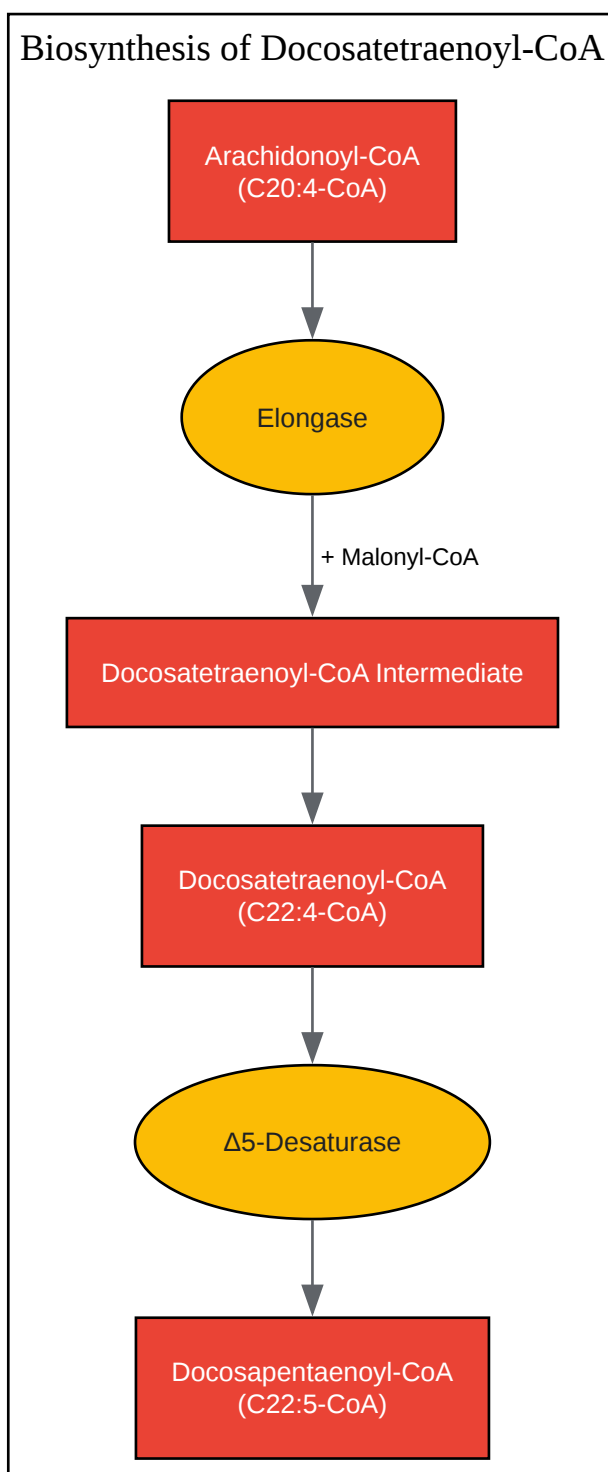 Biosynthesis of Docosatetraenoyl-CoA
Arachidonoyl-CoA
(C20:4-CoA)
Elongase
+ Malonyl-CoA
Docosatetraenoyl-CoA Intermediate
Docosatetraenoyl-CoA
(C22:4-CoA)
Δ5-Desaturase
Docosapentaenoyl-CoA
(C22:5-CoA)